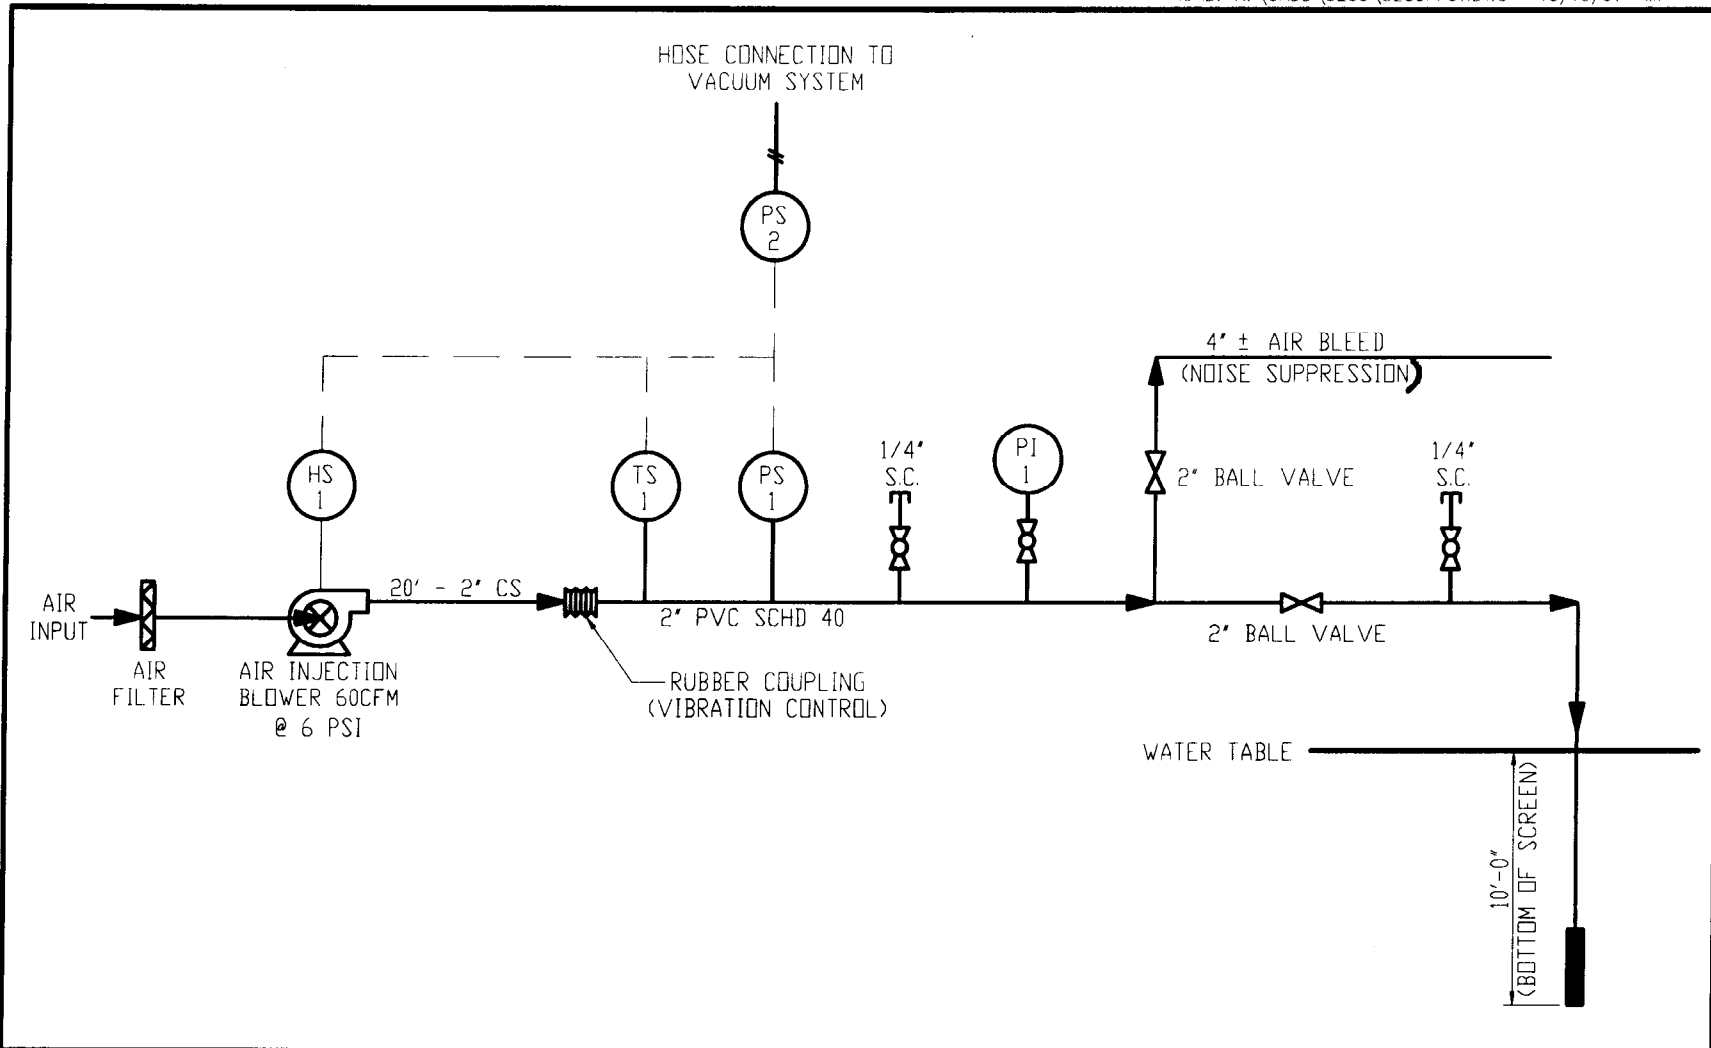 HOSE CONNECTION TO
VACUUM SYSTEM
PS
2
4" ± AIR BLEED
(NOISE SUPPRESSION)
HS
1
TS
1
PS
1
1/4"
S.C.
PI
1
2" BALL VALVE
1/4"
S.C.
AIR
INPUT
20' - 2" CS
2" PVC SCHD 40
2" BALL VALVE
AIR
FILTER
AIR INJECTION
BLOWER 60CFM
@ 6 PSI
RUBBER COUPLING
(VIBRATION CONTROL)
WATER TABLE
10'-0"
(BOTTOM OF SCREEN)